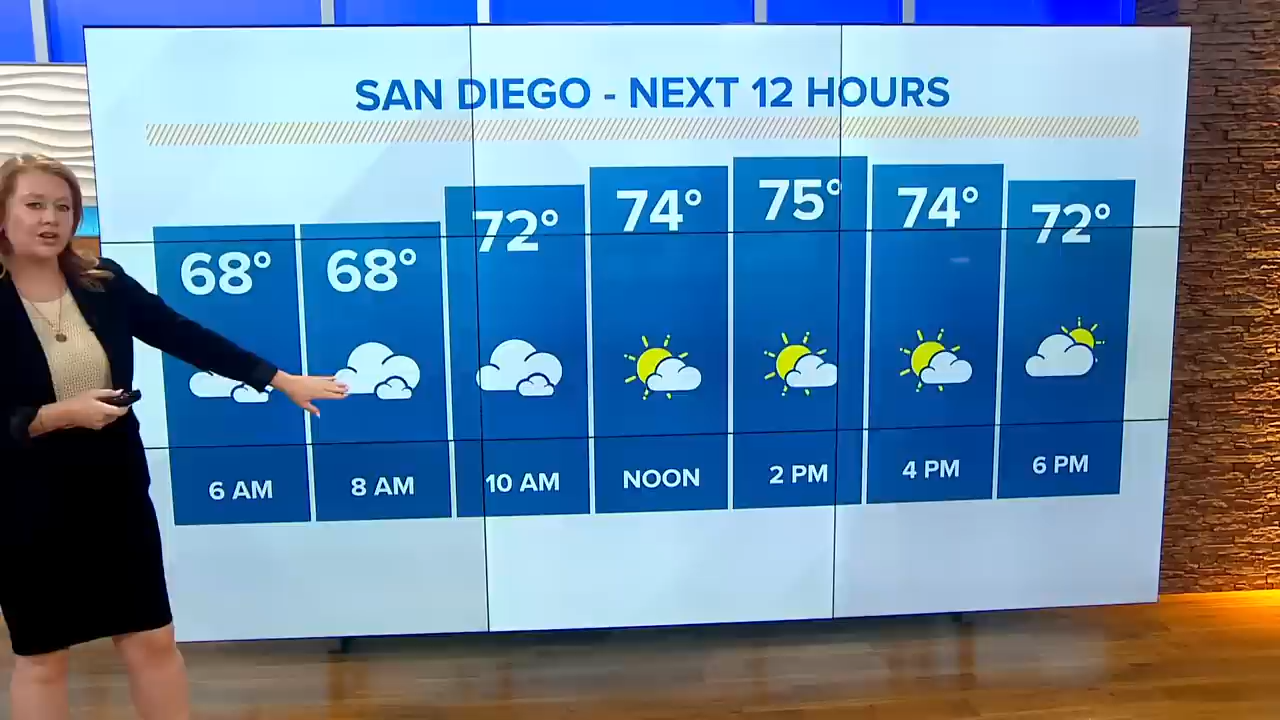 SAN DIEGO - NEXT 12 HOURS
68° 68° 72° 74° 75° 74° 72°
6 AM 8 AM 10 AM NOON 2 PM 4 PM 6 PM